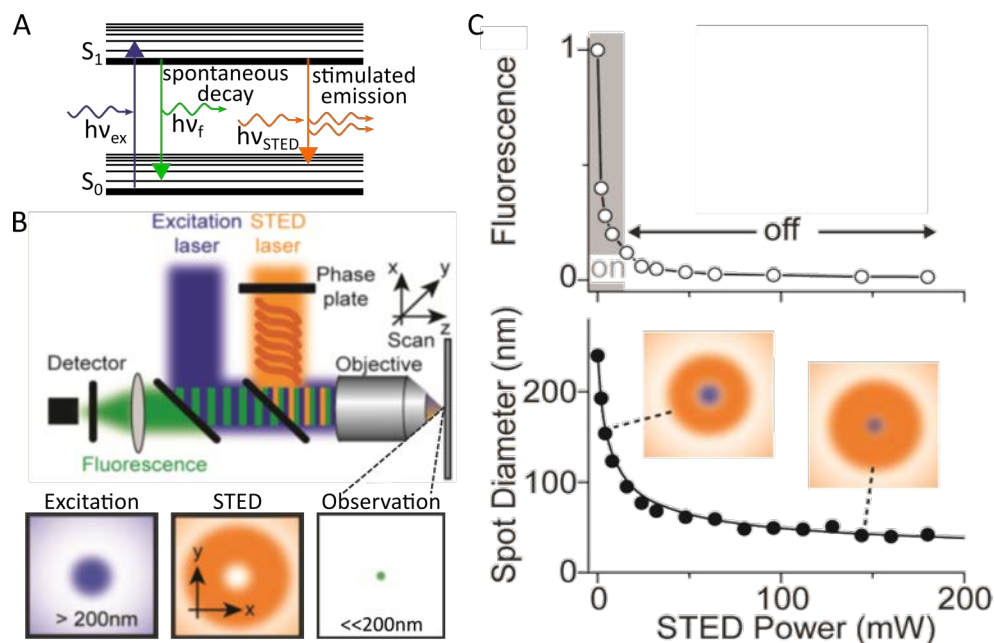 A
S1
S0
spontaneous
decay
stimulated
emission
hνex
hνf
hνSTED
B
Excitation
laser
STED
laser
Phase
plate
x
y
z
Scan
Detector
Objective
Fluorescence
Excitation
STED
Observation
> 200nm
y
x
<<200nm
C
Fluorescence
1
0
on
off
Spot Diameter (nm)
200
100
0
0
100
200
STED Power (mW)